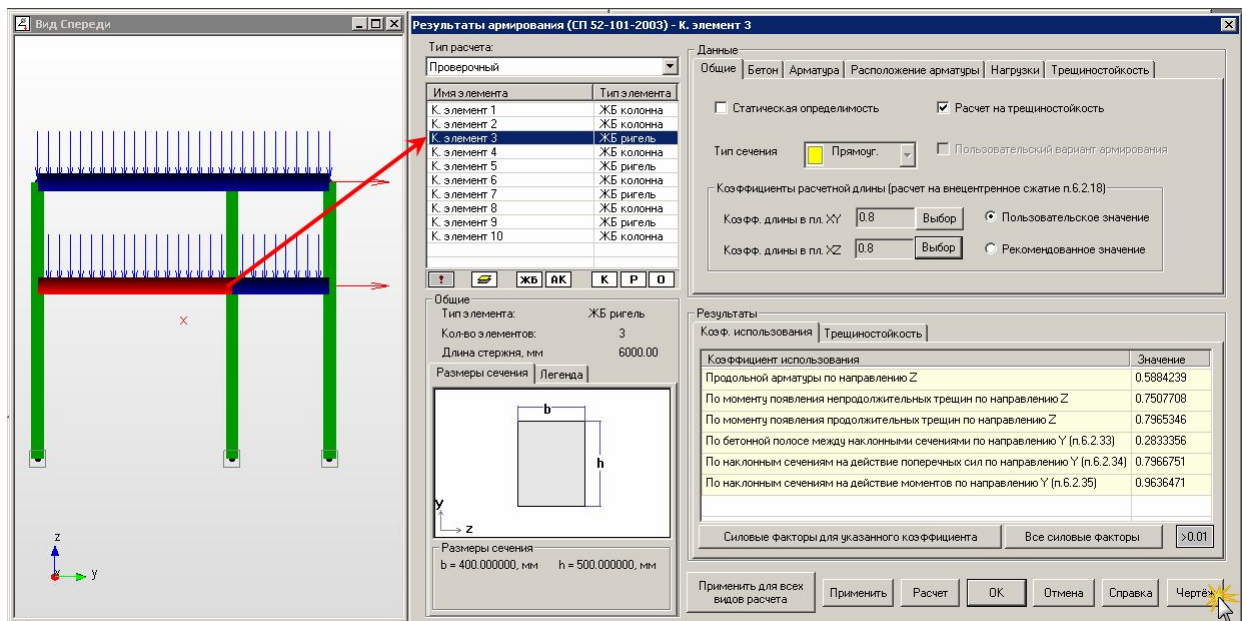 Вид Спереди
z
x
y
Результаты армирования (СП 52-101-2003) - К. элемент 3
Тип расчета:
Проверочный
Имя элемента Тип элемента
К. элемент 1 ЖБ колонна
К. элемент 2 ЖБ колонна
К. элемент 3 ЖБ ригель
К. элемент 4 ЖБ колонна
К. элемент 5 ЖБ ригель
К. элемент 6 ЖБ колонна
К. элемент 7 ЖБ ригель
К. элемент 8 ЖБ колонна
К. элемент 9 ЖБ ригель
К. элемент 10 ЖБ колонна
! ЖБ АК К Р О
Общие
Тип элемента: ЖБ ригель
Кол-во элементов: 3
Длина стержня, мм 6000.00
Размеры сечения Легенда
b
h
y
z
Размеры сечения
b = 400.000000, мм h = 500.000000, мм
Данные
Общие Бетон Арматура Расположение арматуры Нагрузки Трещиностойкость
Статическая определимость Расчет на трещиностойкость
Тип сечения Прямоуг. Пользовательский вариант армирования
Коэффициенты расчетной длины (расчет на внецентренное сжатие п.6.2.18)
Коэфф. длины в пл. XY 0.8 Выбор Пользовательское значение
Коэфф. длины в пл. XZ 0.8 Выбор Рекомендованное значение
Результаты
Коэф. использования Трещиностойкость
Коэффициент использования Значение
Продольной арматуры по направлению Z 0.5884239
По моменту появления непродолжительных трещин по направлению Z 0.7507708
По моменту появления продолжительных трещин по направлению Z 0.7965346
По бетонной полосе между наклонными сечениями по направлению Y (п.6.2.33) 0.2833356
По наклонным сечениям на действие поперечных сил по направлению Y (п.6.2.34) 0.7966751
По наклонным сечениям на действие моментов по направлению Y (п.6.2.35) 0.9636471
Силовые факторы для указанного коэффициента Все силовые факторы >0.01
Применить для всех
видов расчета
Применить Расчет OK Отмена Справка Чертёж